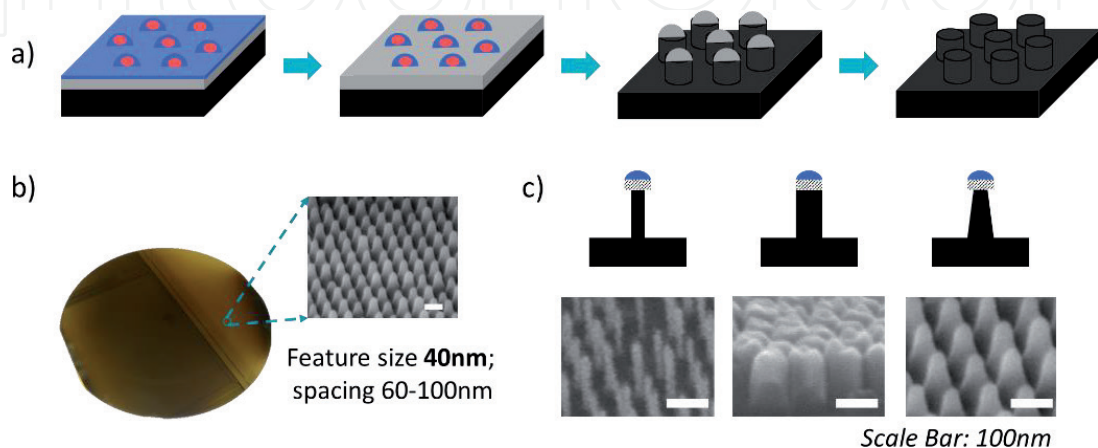 a)
b)
c)
Feature size 40nm;
spacing 60-100nm
Scale Bar: 100nm